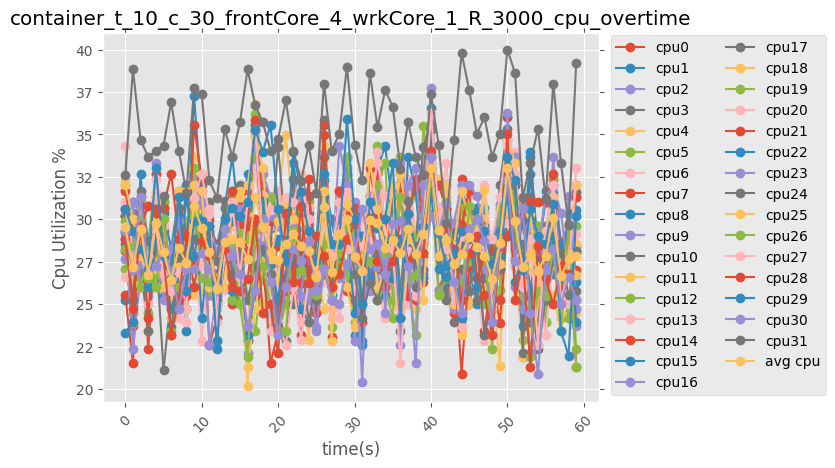 container_t_10_c_30_frontCore_4_wrkCore_1_R_3000_cpu_overtime
Cpu Utilization %
40
37
35
32
30
27
25
22
20
0
10
20
30
40
50
60
time(s)
cpu0
cpu1
cpu2
cpu3
cpu4
cpu5
cpu6
cpu7
cpu8
cpu9
cpu10
cpu11
cpu12
cpu13
cpu14
cpu15
cpu16
cpu17
cpu18
cpu19
cpu20
cpu21
cpu22
cpu23
cpu24
cpu25
cpu26
cpu27
cpu28
cpu29
cpu30
cpu31
avg cpu